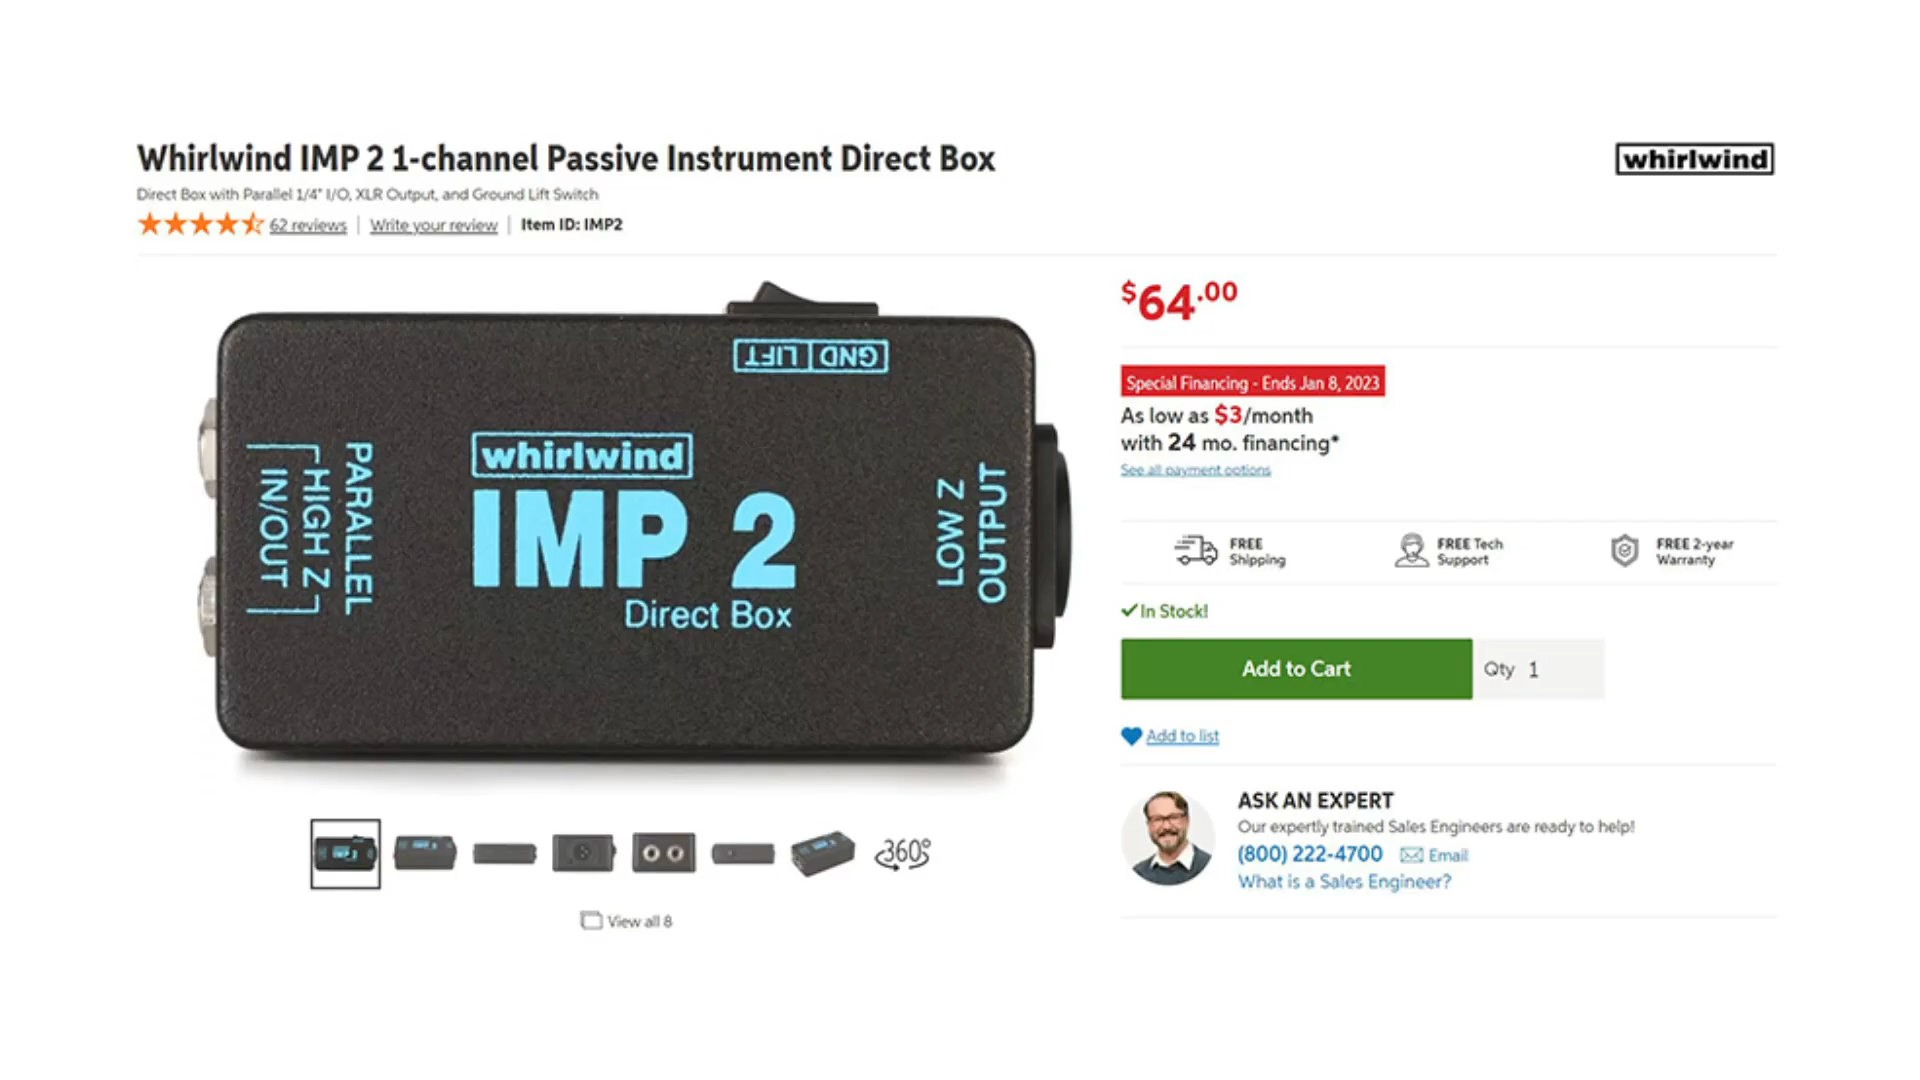 Whirlwind IMP 2 1-channel Passive Instrument Direct Box
whirlwind
Direct Box with Parallel 1/4" I/O, XLR Output, and Ground Lift Switch
62 reviews | Write your review | Item ID: IMP2
$64.00
GND LIFT
Special Financing - Ends Jan 8, 2023
As low as $3/month
with 24 mo. financing*
See all payment options
whirlwind
IMP 2
Direct Box
PARALLEL
HIGH Z
IN/OUT
LOW Z
OUTPUT
FREE
Shipping
FREE Tech
Support
FREE 2-year
Warranty
In Stock!
Add to Cart
Qty 1
Add to list
ASK AN EXPERT
Our expertly trained Sales Engineers are ready to help!
(800) 222-4700 Email
What is a Sales Engineer?
360°
View all 8